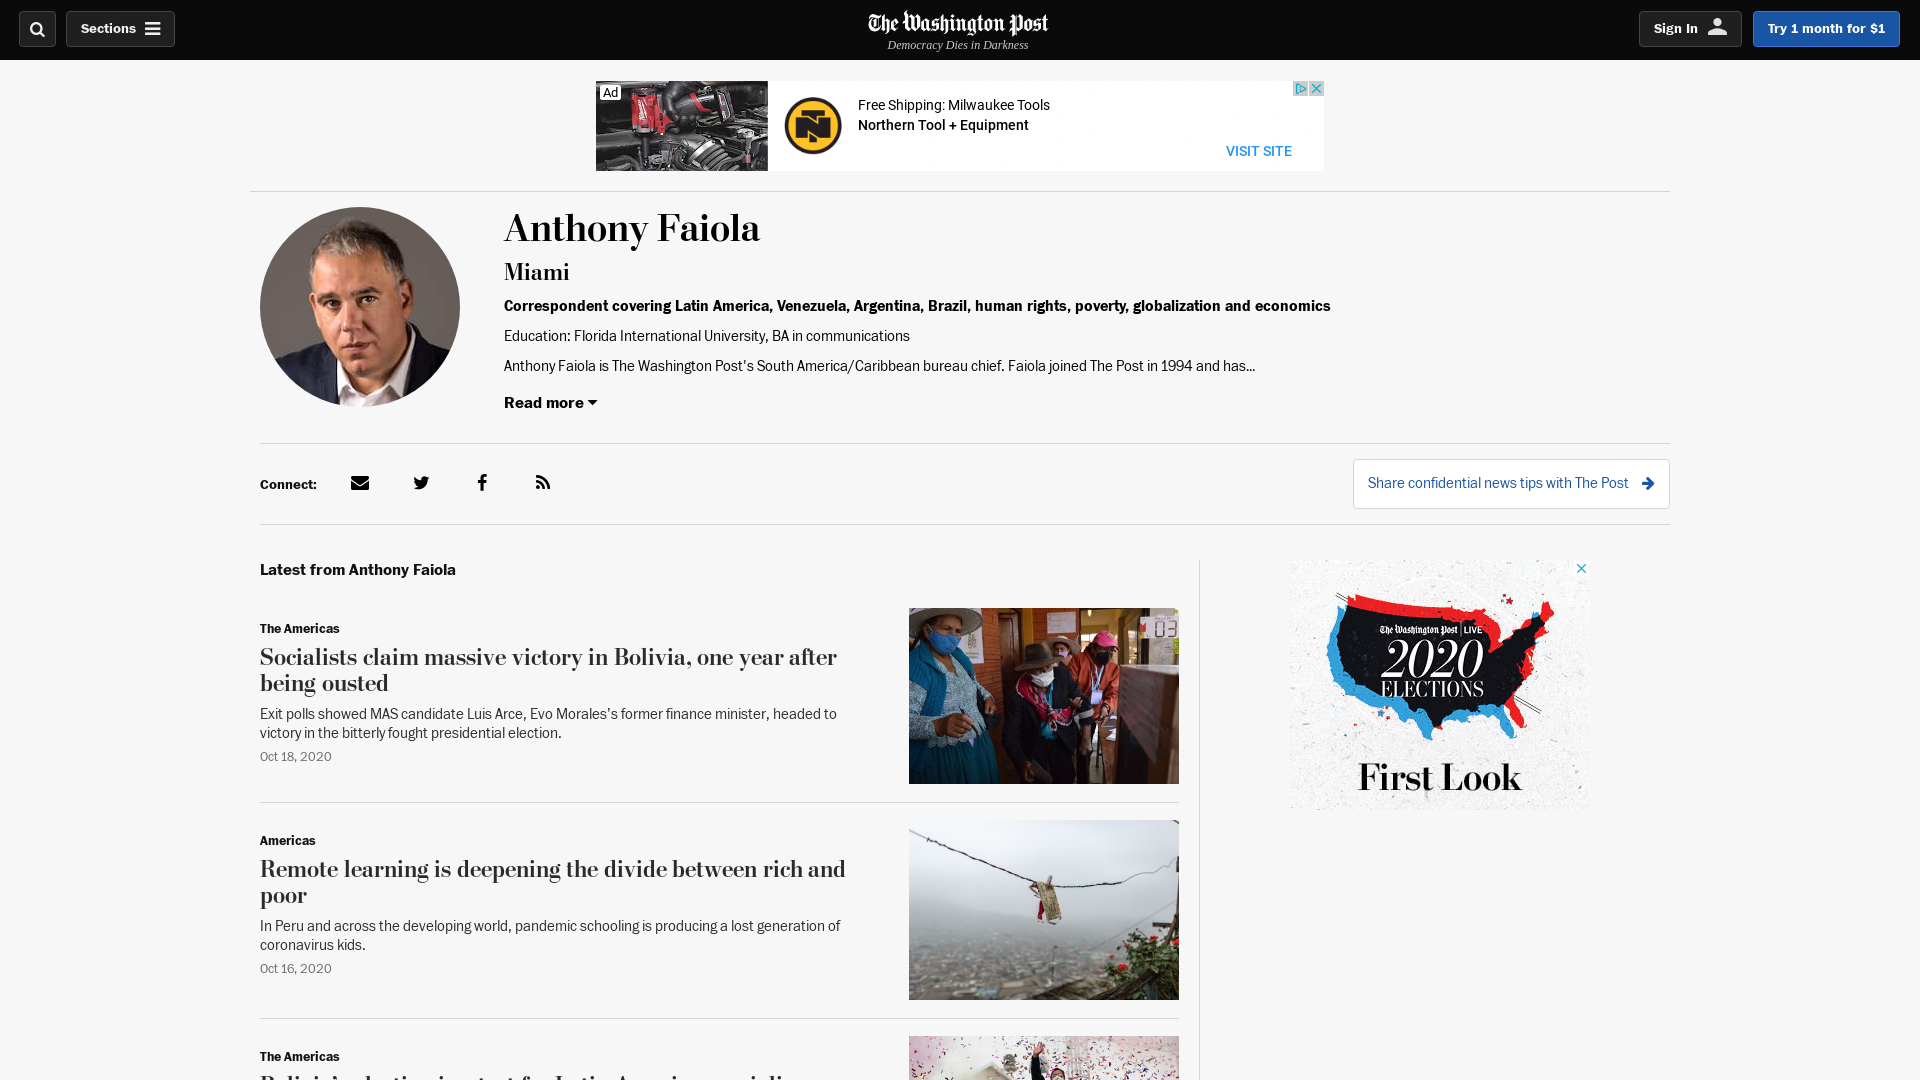 Sections
The Washington Post
Democracy Dies in Darkness
Sign In
Try 1 month for $1
Ad
Free Shipping: Milwaukee Tools
Northern Tool + Equipment
VISIT SITE
Anthony Faiola
Miami
Correspondent covering Latin America, Venezuela, Argentina, Brazil, human rights, poverty, globalization and economics
Education: Florida International University, BA in communications
Anthony Faiola is The Washington Post's South America/Caribbean bureau chief. Faiola joined The Post in 1994 and has...
Read more
Connect:
Share confidential news tips with The Post
Latest from Anthony Faiola
The Americas
Socialists claim massive victory in Bolivia, one year after
being ousted
Exit polls showed MAS candidate Luis Arce, Evo Morales’s former finance minister, headed to
victory in the bitterly fought presidential election.
Oct 18, 2020
03
The Washington Post LIVE
2020
ELECTIONS
First Look
Americas
Remote learning is deepening the divide between rich and
poor
In Peru and across the developing world, pandemic schooling is producing a lost generation of
coronavirus kids.
Oct 16, 2020
The Americas